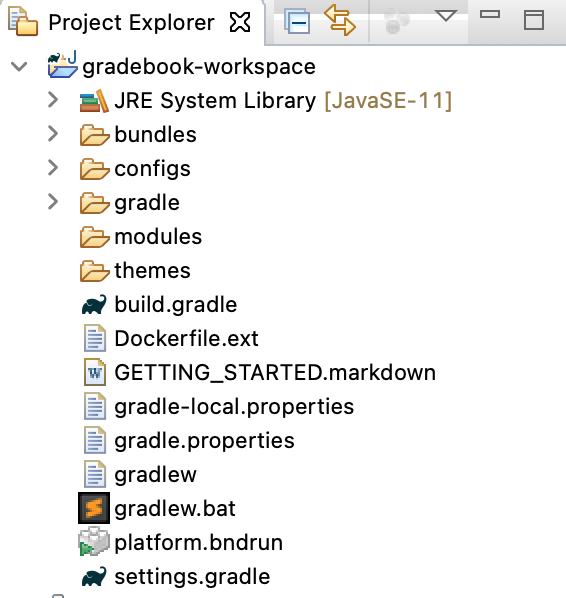 Project Explorer
gradebook-workspace
JRE System Library [JavaSE-11]
bundles
configs
gradle
modules
themes
build.gradle
Dockerfile.ext
GETTING_STARTED.markdown
gradle-local.properties
gradle.properties
gradlew
gradlew.bat
platform.bndrun
settings.gradle